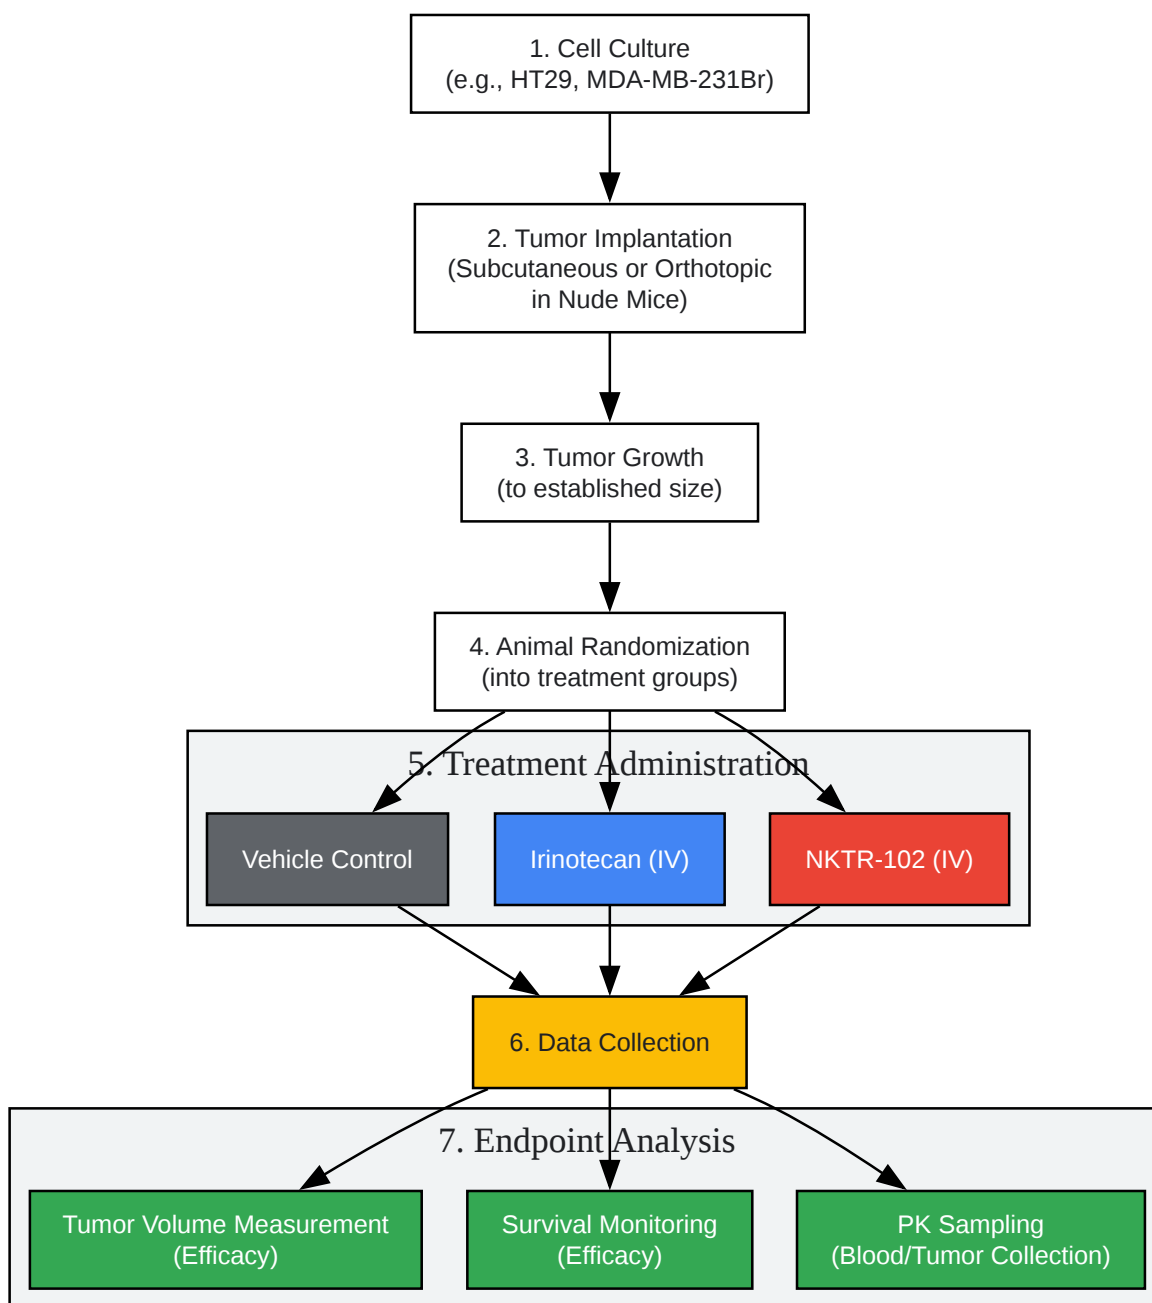 1. Cell Culture
(e.g., HT29, MDA-MB-231Br)
2. Tumor Implantation
(Subcutaneous or Orthotopic
in Nude Mice)
3. Tumor Growth
(to established size)
4. Animal Randomization
(into treatment groups)
5. Treatment Administration
Vehicle Control
Irinotecan (IV)
NKTR-102 (IV)
6. Data Collection
7. Endpoint Analysis
Tumor Volume Measurement
(Efficacy)
Survival Monitoring
(Efficacy)
PK Sampling
(Blood/Tumor Collection)